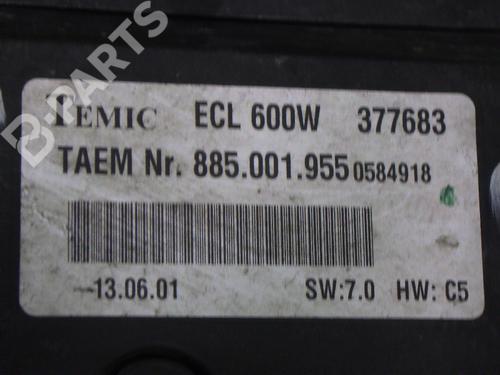 B-PARTS
TEMIC ECL 600W 377683
TAEM Nr. 885.001.955 0584918
13.06.01 SW:7.0 HW: C5